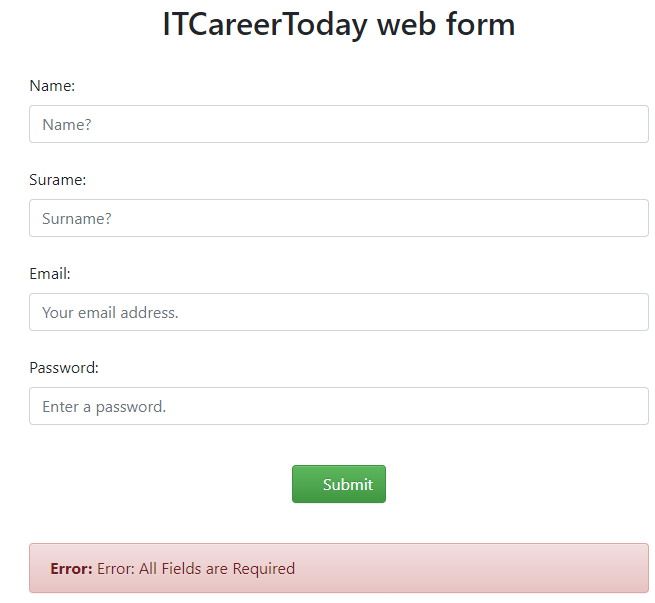 ITCareerToday web form
Name:
Name?
Surame:
Surname?
Email:
Your email address.
Password:
Enter a password.
Submit
Error: Error: All Fields are Required